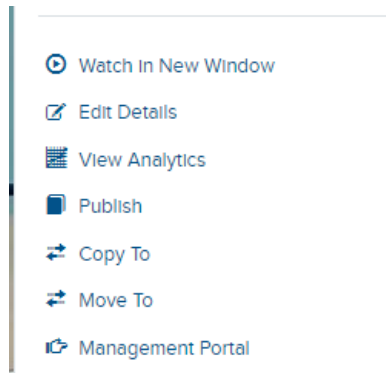 Watch in New Window
Edit Details
View Analytics
Publish
Copy To
Move To
Management Portal